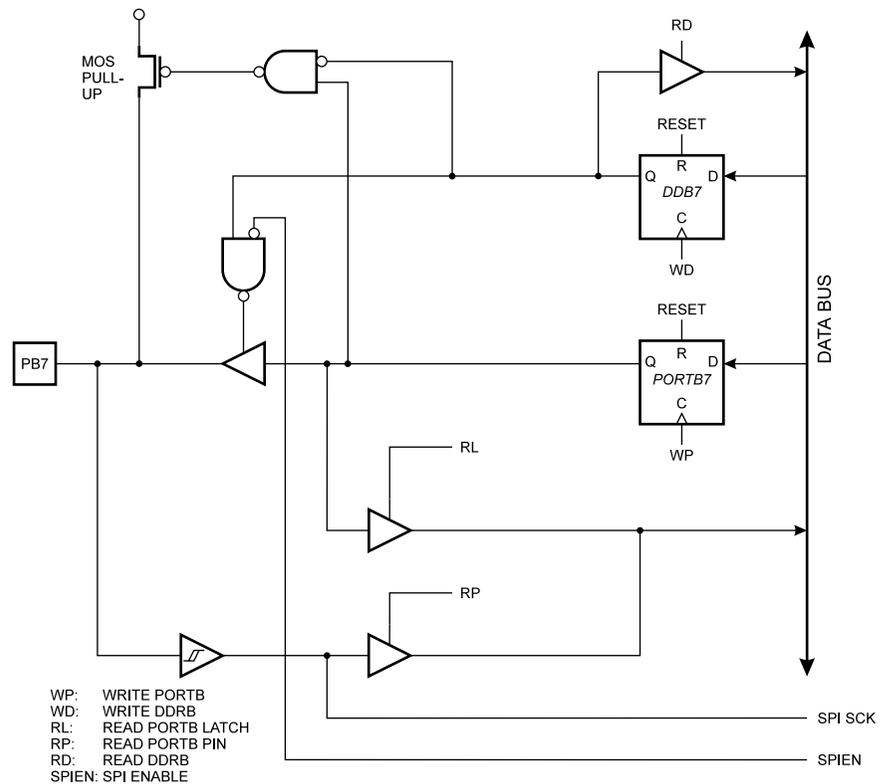 RD
MOS
PULL-
UP
RESET
R
Q
D
DDB7
C
WD
DATA BUS
RESET
R
PB7
Q
D
PORTB7
C
WP
RL
RP
WP: WRITE PORTB
WD: WRITE DDRB
RL: READ PORTB LATCH
RP: READ PORTB PIN
RD: READ DDRB
SPIEN: SPI ENABLE
SPI SCK
SPIEN